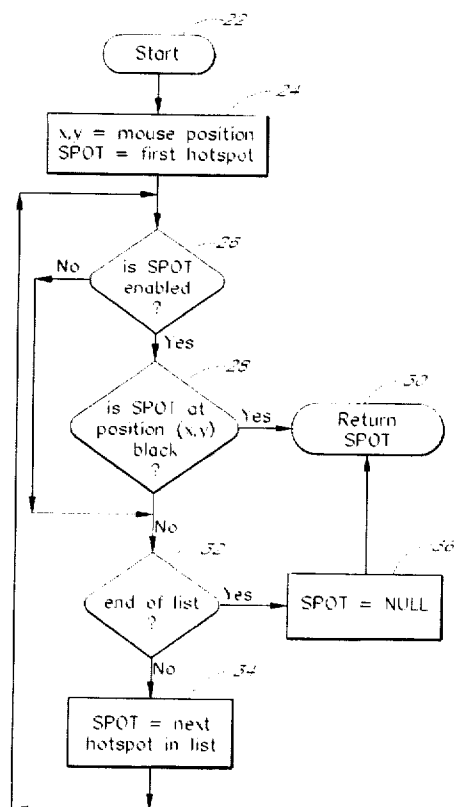 22
Start
24
x,y = mouse position
SPOT = first hotspot
26
No
is SPOT
enabled
?
Yes
28
is SPOT at
position (x,y)
black
?
Yes
30
Return
SPOT
No
32
end of list
?
Yes
36
SPOT = NULL
No
34
SPOT = next
hotspot in list